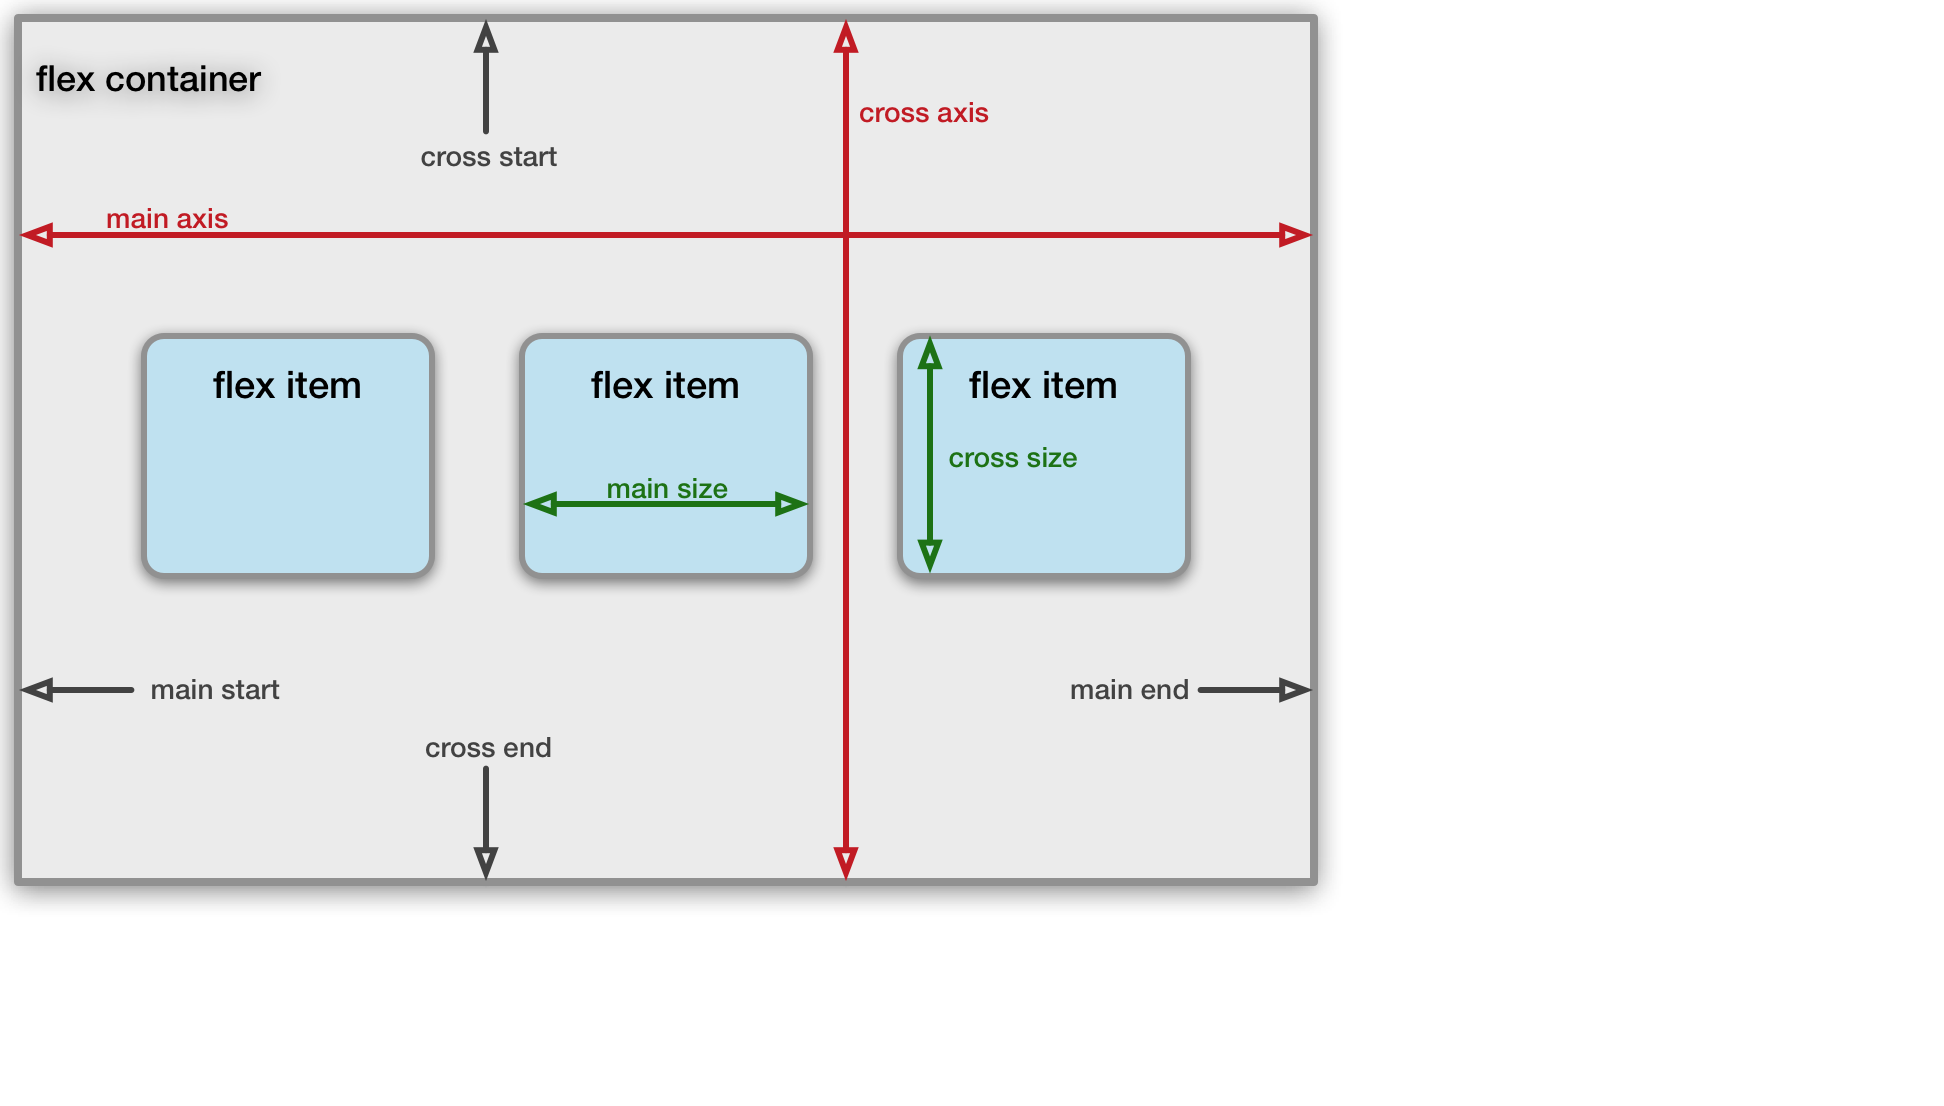 flex container
cross axis
cross start
main axis
flex item
flex item
flex item
cross size
main size
main start
main end
cross end